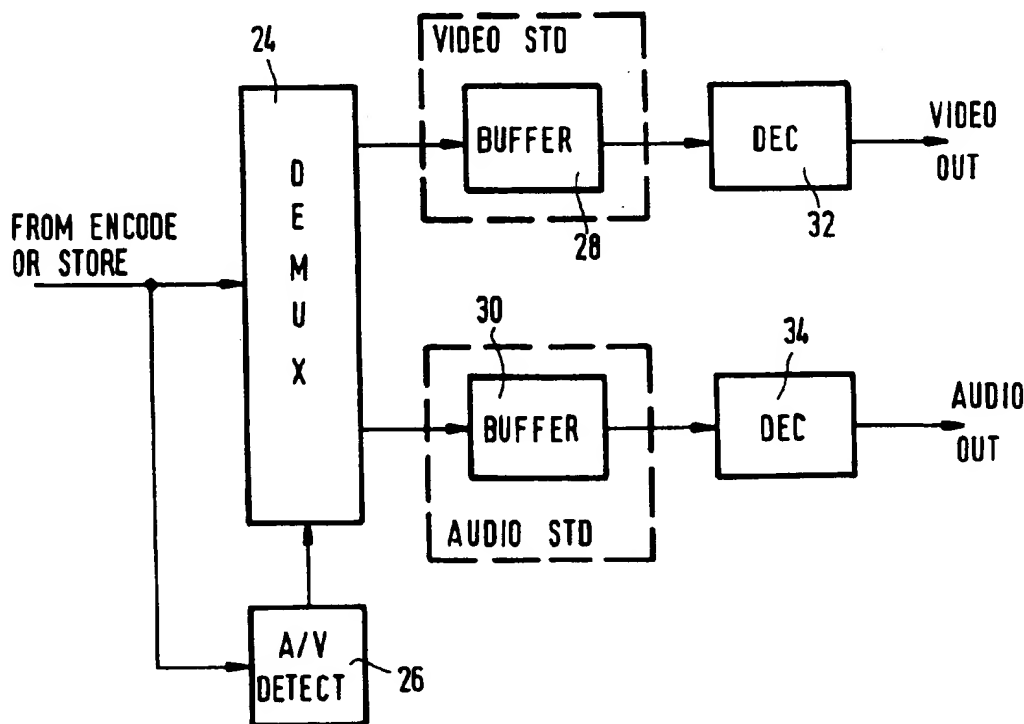 24
VIDEO STD
BUFFER
28
DEC
32
VIDEO
OUT
DEMUX
FROM ENCODE
OR STORE
30
BUFFER
AUDIO STD
34
DEC
AUDIO
OUT
A/V
DETECT
26